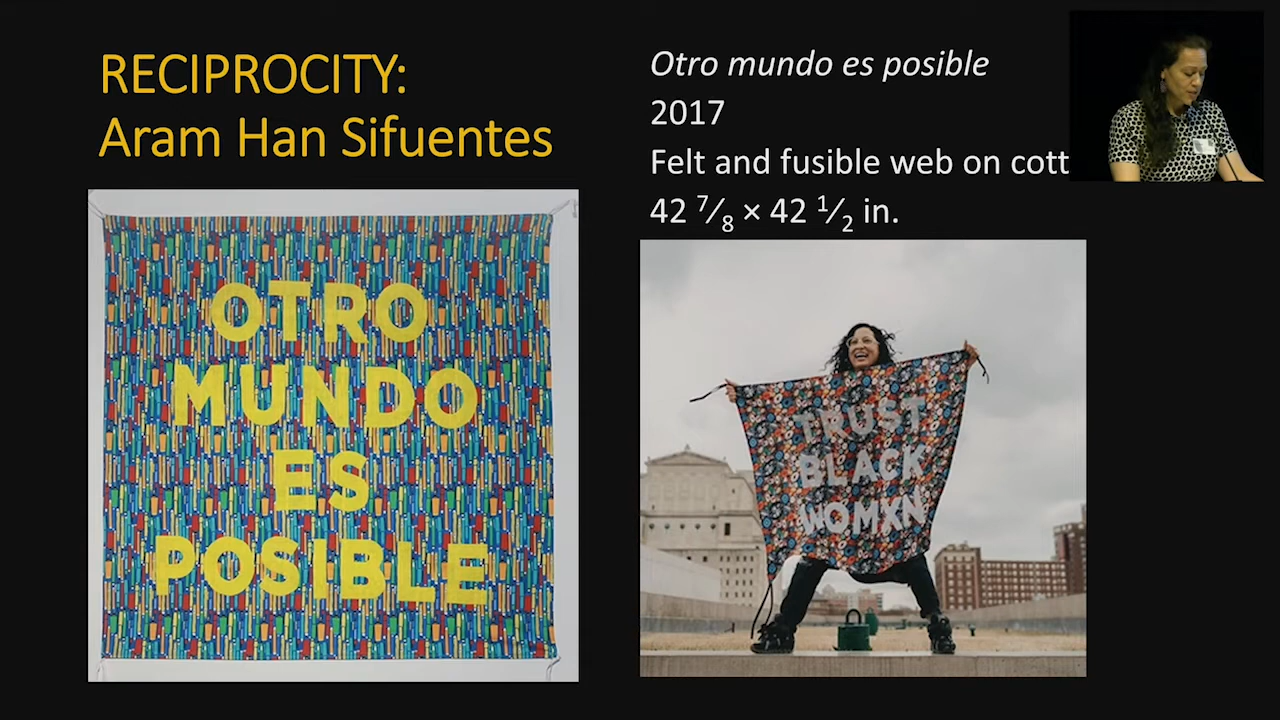 RECIPROCITY:
Aram Han Sifuentes
Otro mundo es posible
2017
Felt and fusible web on cott
42 ⅞ × 42 ½ in.
OTRO
MUNDO
ES
POSIBLE
TRUST
BLACK
WOMXN